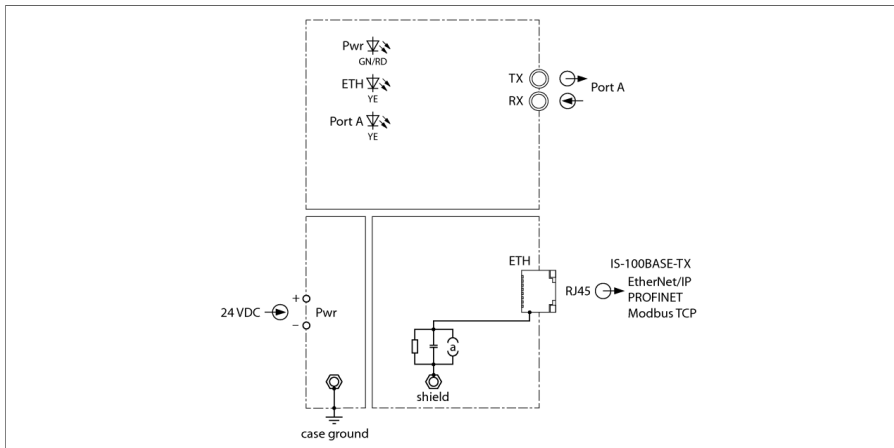 Pwr
GN/RD
ETH
YE
Port A
YE
TX
RX
Port A
ETH
IS-100BASE-TX
RJ45
EtherNet/IP
PROFINET
Modbus TCP
24 VDC
+
–
Pwr
a
shield
case ground